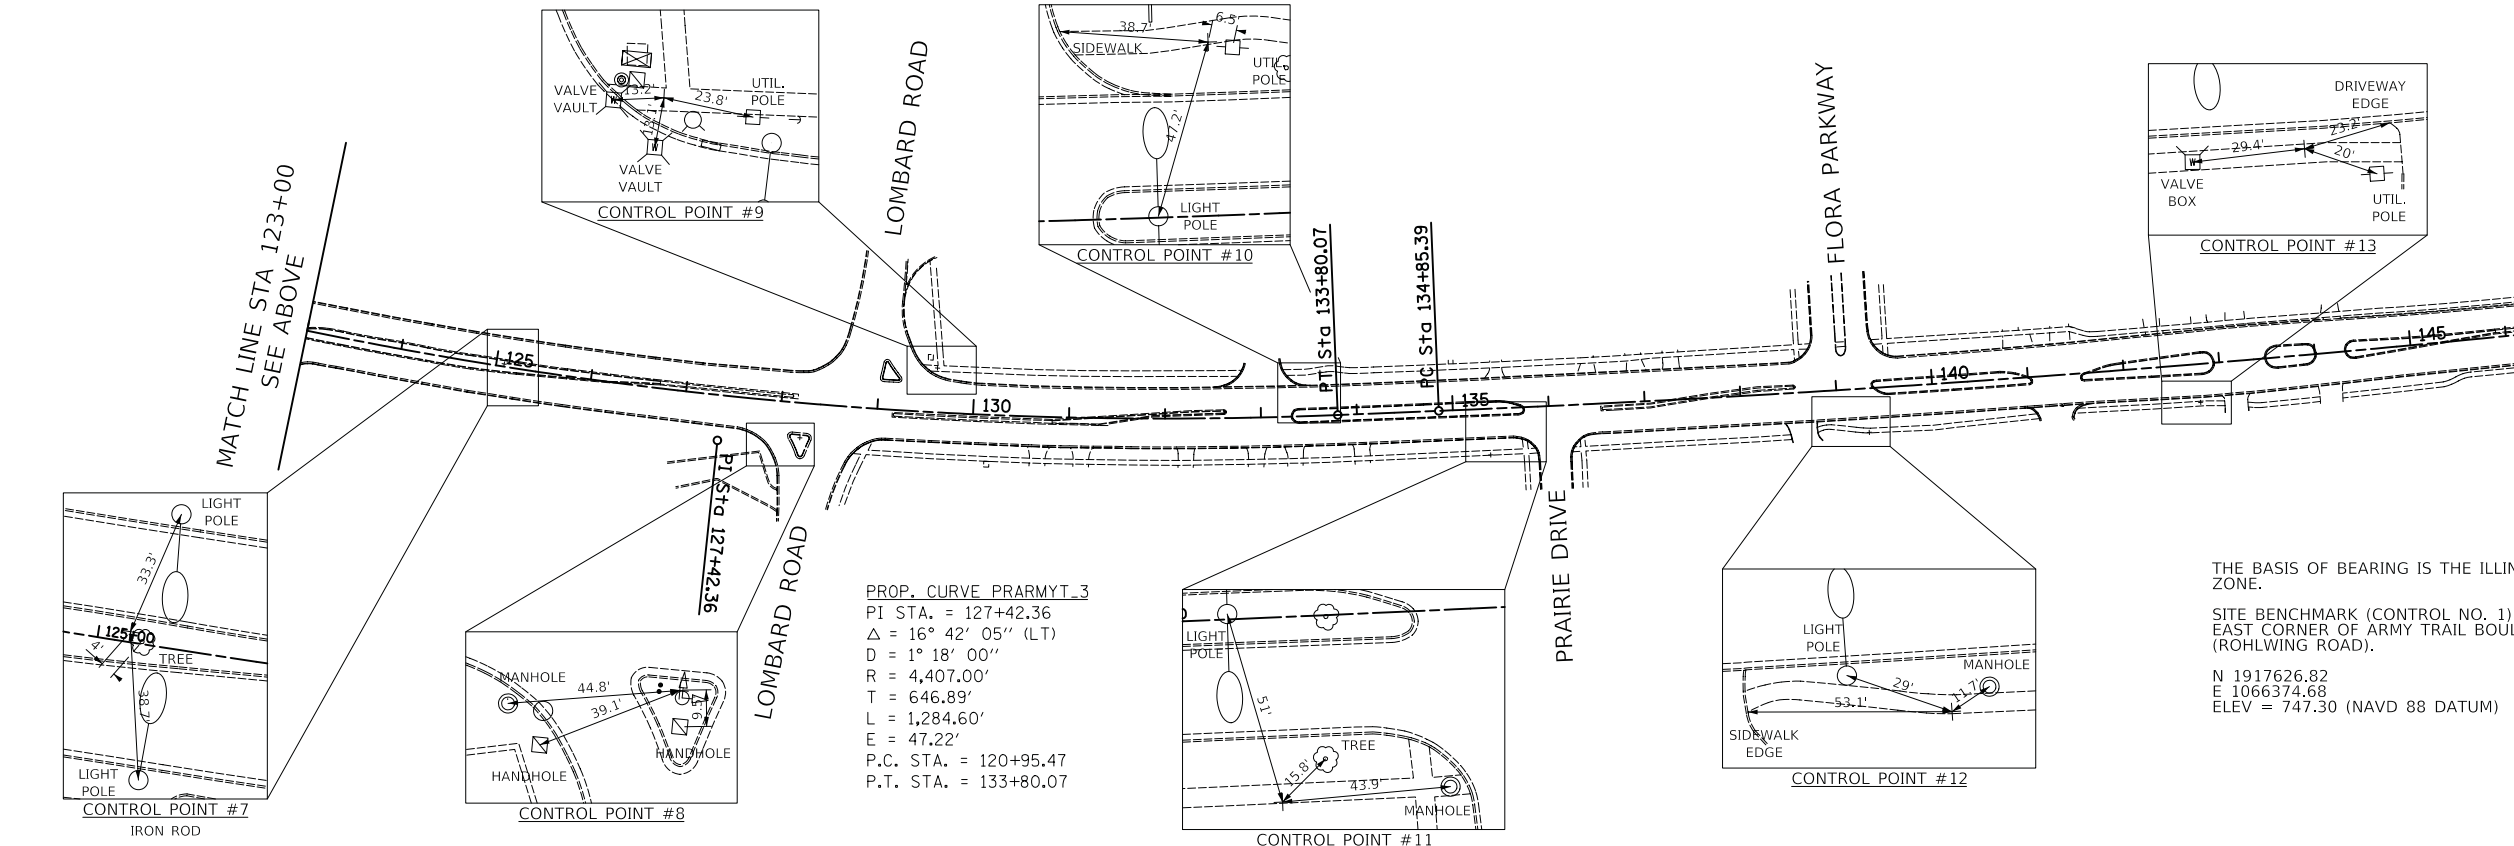 VALVE
VAULT
13.2'
23.8'
UTIL.
POLE
VALVE
VAULT
CONTROL POINT #9
LOMBARD ROAD
38.7'
6.5'
SIDEWALK
UTIL.
POLE
47.2'
LIGHT
POLE
CONTROL POINT #10
FLORA PARKWAY
DRIVEWAY
EDGE
23.2'
29.4'
20'
VALVE
BOX
UTIL.
POLE
CONTROL POINT #13
MATCH LINE STA 123+00
SEE ABOVE
125
130
PT Sta 133+80.07
PC Sta 134+85.39
135
140
145
PI Sta 127+42.36
LIGHT
POLE
33.3'
125+00
4'
TREE
38.7'
LIGHT
POLE
CONTROL POINT #7
IRON ROD
MANHOLE
44.8'
39.1'
9.5'
HANDHOLE
HANDHOLE
CONTROL POINT #8
LOMBARD ROAD
PROP. CURVE PRARMYT_3
PI STA. = 127+42.36
Δ = 16° 42' 05'' (LT)
D = 1° 18' 00''
R = 4,407.00'
T = 646.89'
L = 1,284.60'
E = 47.22'
P.C. STA. = 120+95.47
P.T. STA. = 133+80.07
LIGHT
POLE
51'
TREE
15.8'
43.9'
MANHOLE
CONTROL POINT #11
PRAIRIE DRIVE
LIGHT
POLE
MANHOLE
29'
11.7'
53.1'
SIDEWALK
EDGE
CONTROL POINT #12
THE BASIS OF BEARING IS THE ILLIN
ZONE.
SITE BENCHMARK (CONTROL NO. 1)
EAST CORNER OF ARMY TRAIL BOUL
(ROHLWING ROAD).
N 1917626.82
E 1066374.68
ELEV = 747.30 (NAVD 88 DATUM)